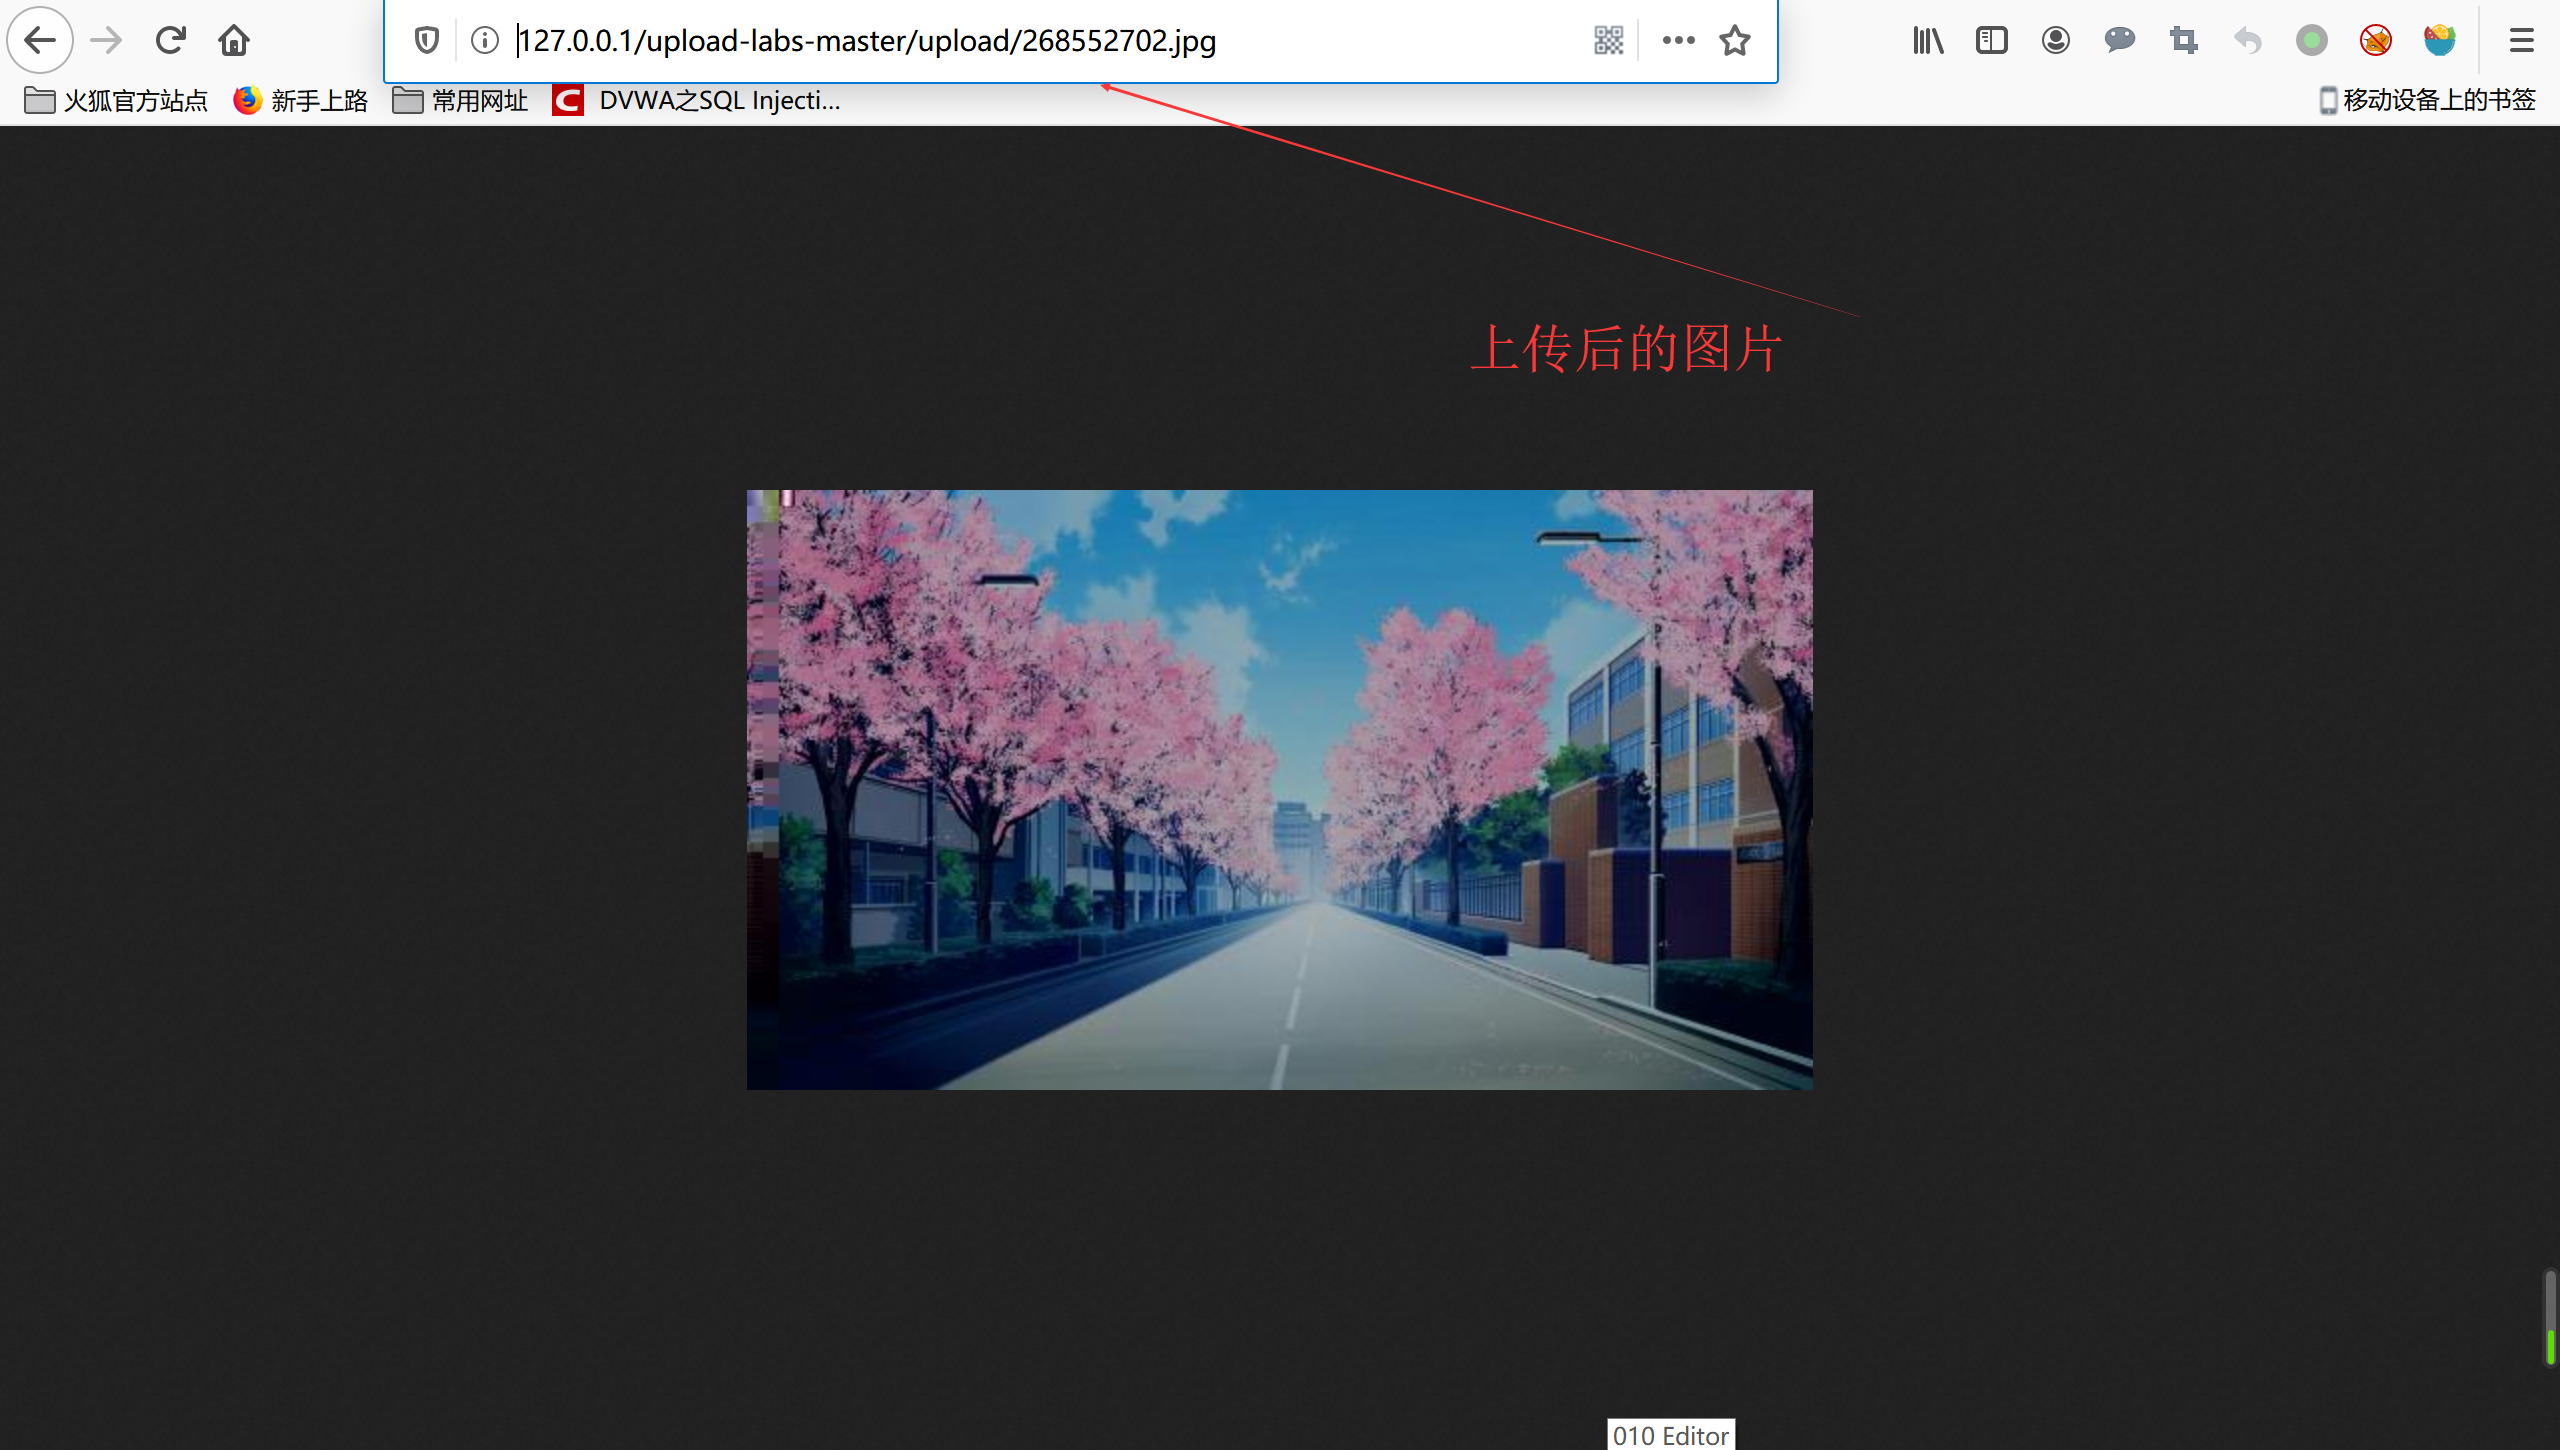 127.0.0.1/upload-labs-master/upload/268552702.jpg
火狐官方站点 新手上路 常用网址 C DVWA之SQL Injecti... 移动设备上的书签
上传后的图片
010 Editor